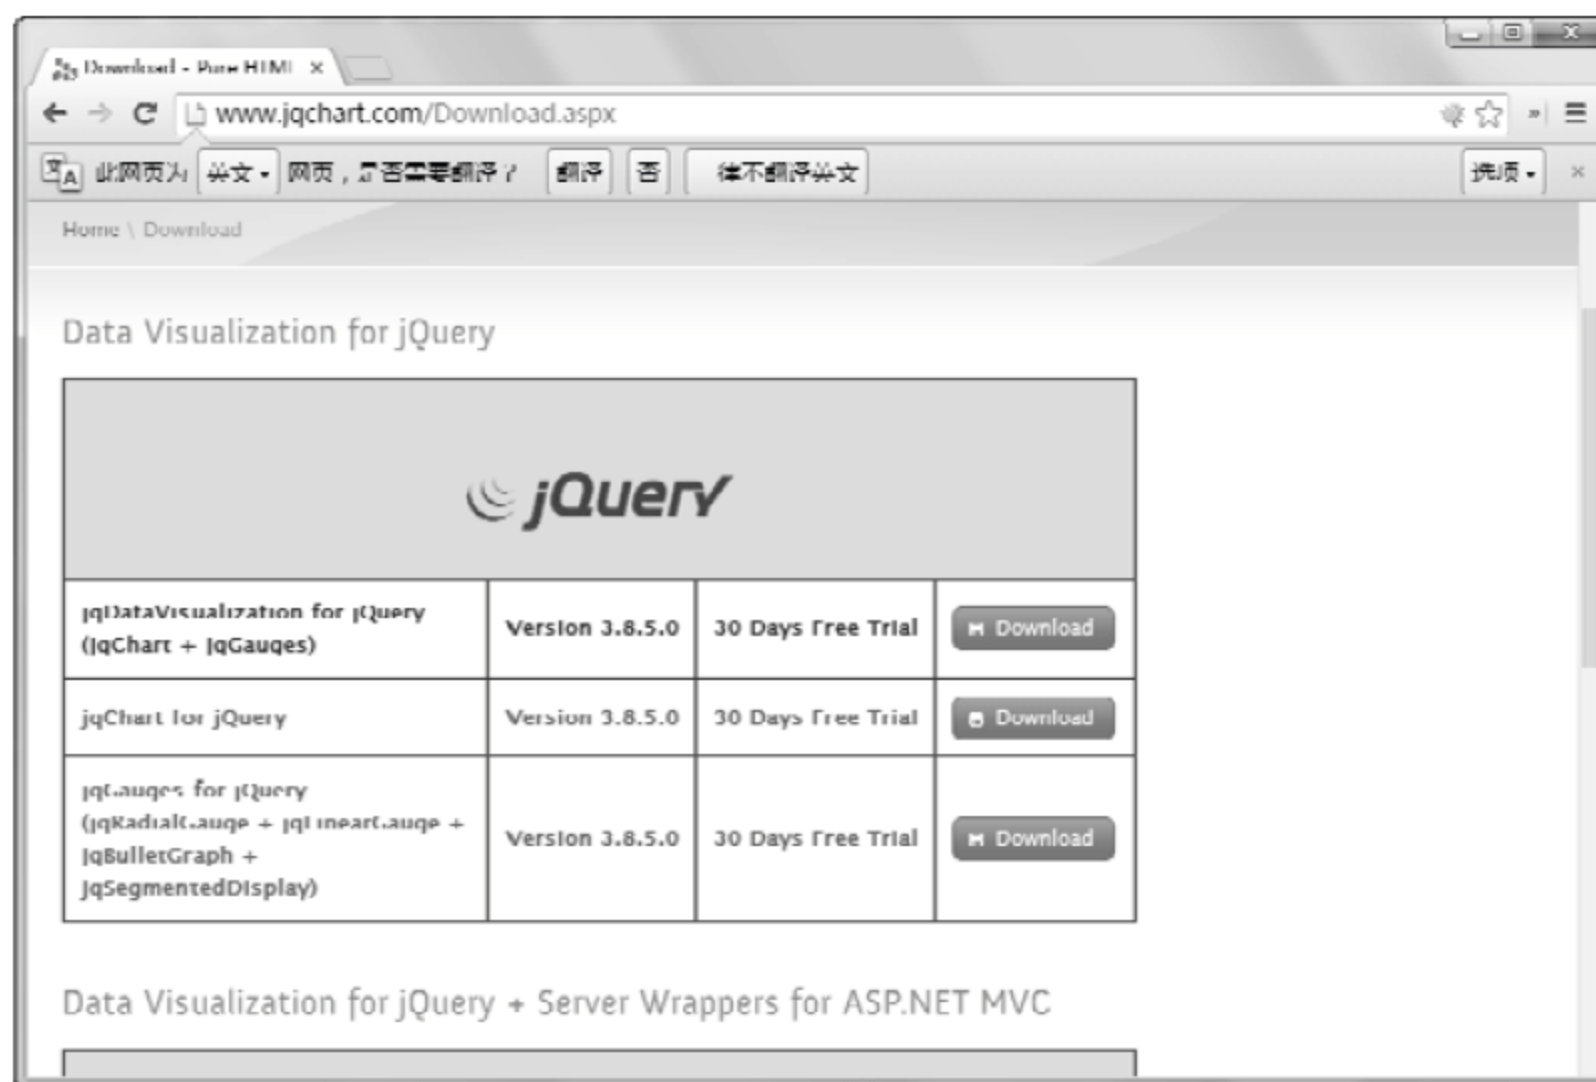 Download - Pure HTML
www.jqchart.com/Download.aspx
此网页为 英文 网页，是否需要翻译？ 翻译 否 一律不翻译英文 选项
Home \ Download
Data Visualization for jQuery
jQuery
jqDataVisualization for jQuery
(jqChart + jqGauges)
Version 3.8.5.0
30 Days Free Trial
Download
jqChart for jQuery
Version 3.8.5.0
30 Days Free Trial
Download
jqGauges for jQuery
(jqRadialGauge + jqLinearGauge +
jqBulletGraph +
jqSegmentedDisplay)
Version 3.8.5.0
30 Days Free Trial
Download
Data Visualization for jQuery + Server Wrappers for ASP.NET MVC